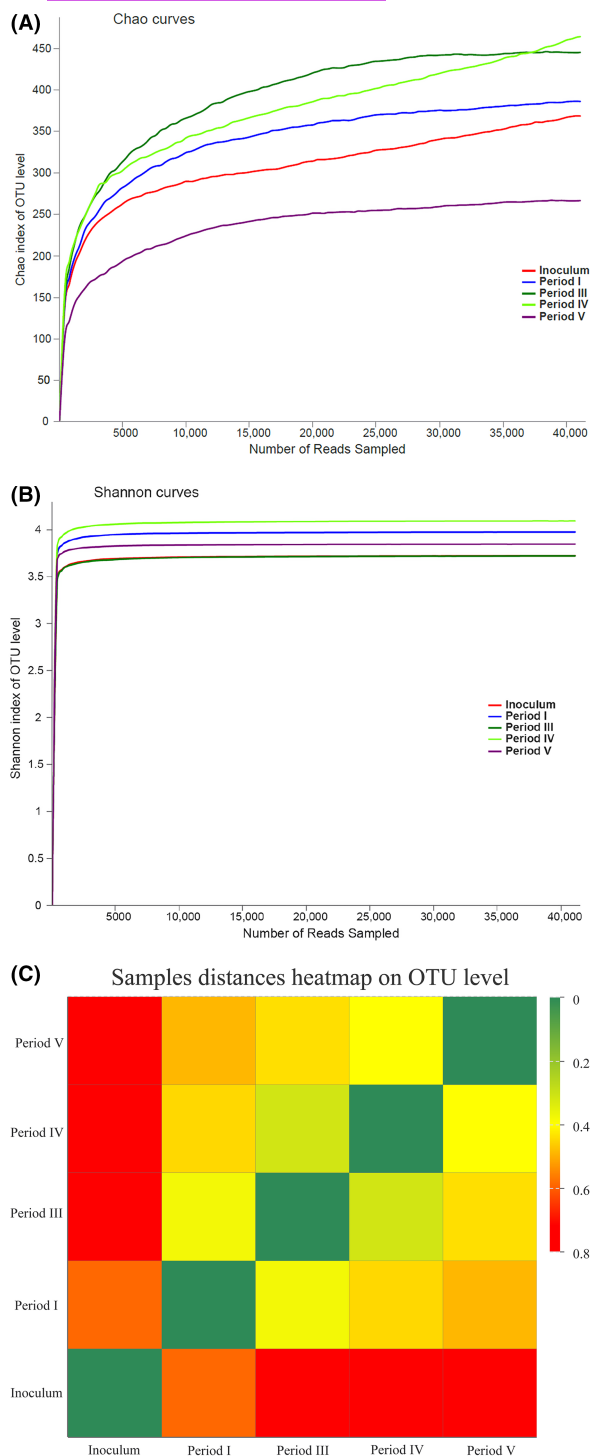 (A)
Chao curves
450
400
350
300
250
200
150
100
50
0
Chao index of OTU level
Inoculum
Period I
Period III
Period IV
Period V
5000 10,000 15,000 20,000 25,000 30,000 35,000 40,000
Number of Reads Sampled
(B)
Shannon curves
4
3.5
3
2.5
2
1.5
1
0.5
0
Shannon index of OTU level
Inoculum
Period I
Period III
Period IV
Period V
5000 10,000 15,000 20,000 25,000 30,000 35,000 40,000
Number of Reads Sampled
(C)
Samples distances heatmap on OTU level
Period V
Period IV
Period III
Period I
Inoculum
0
0.2
0.4
0.6
0.8
Inoculum Period I Period III Period IV Period V